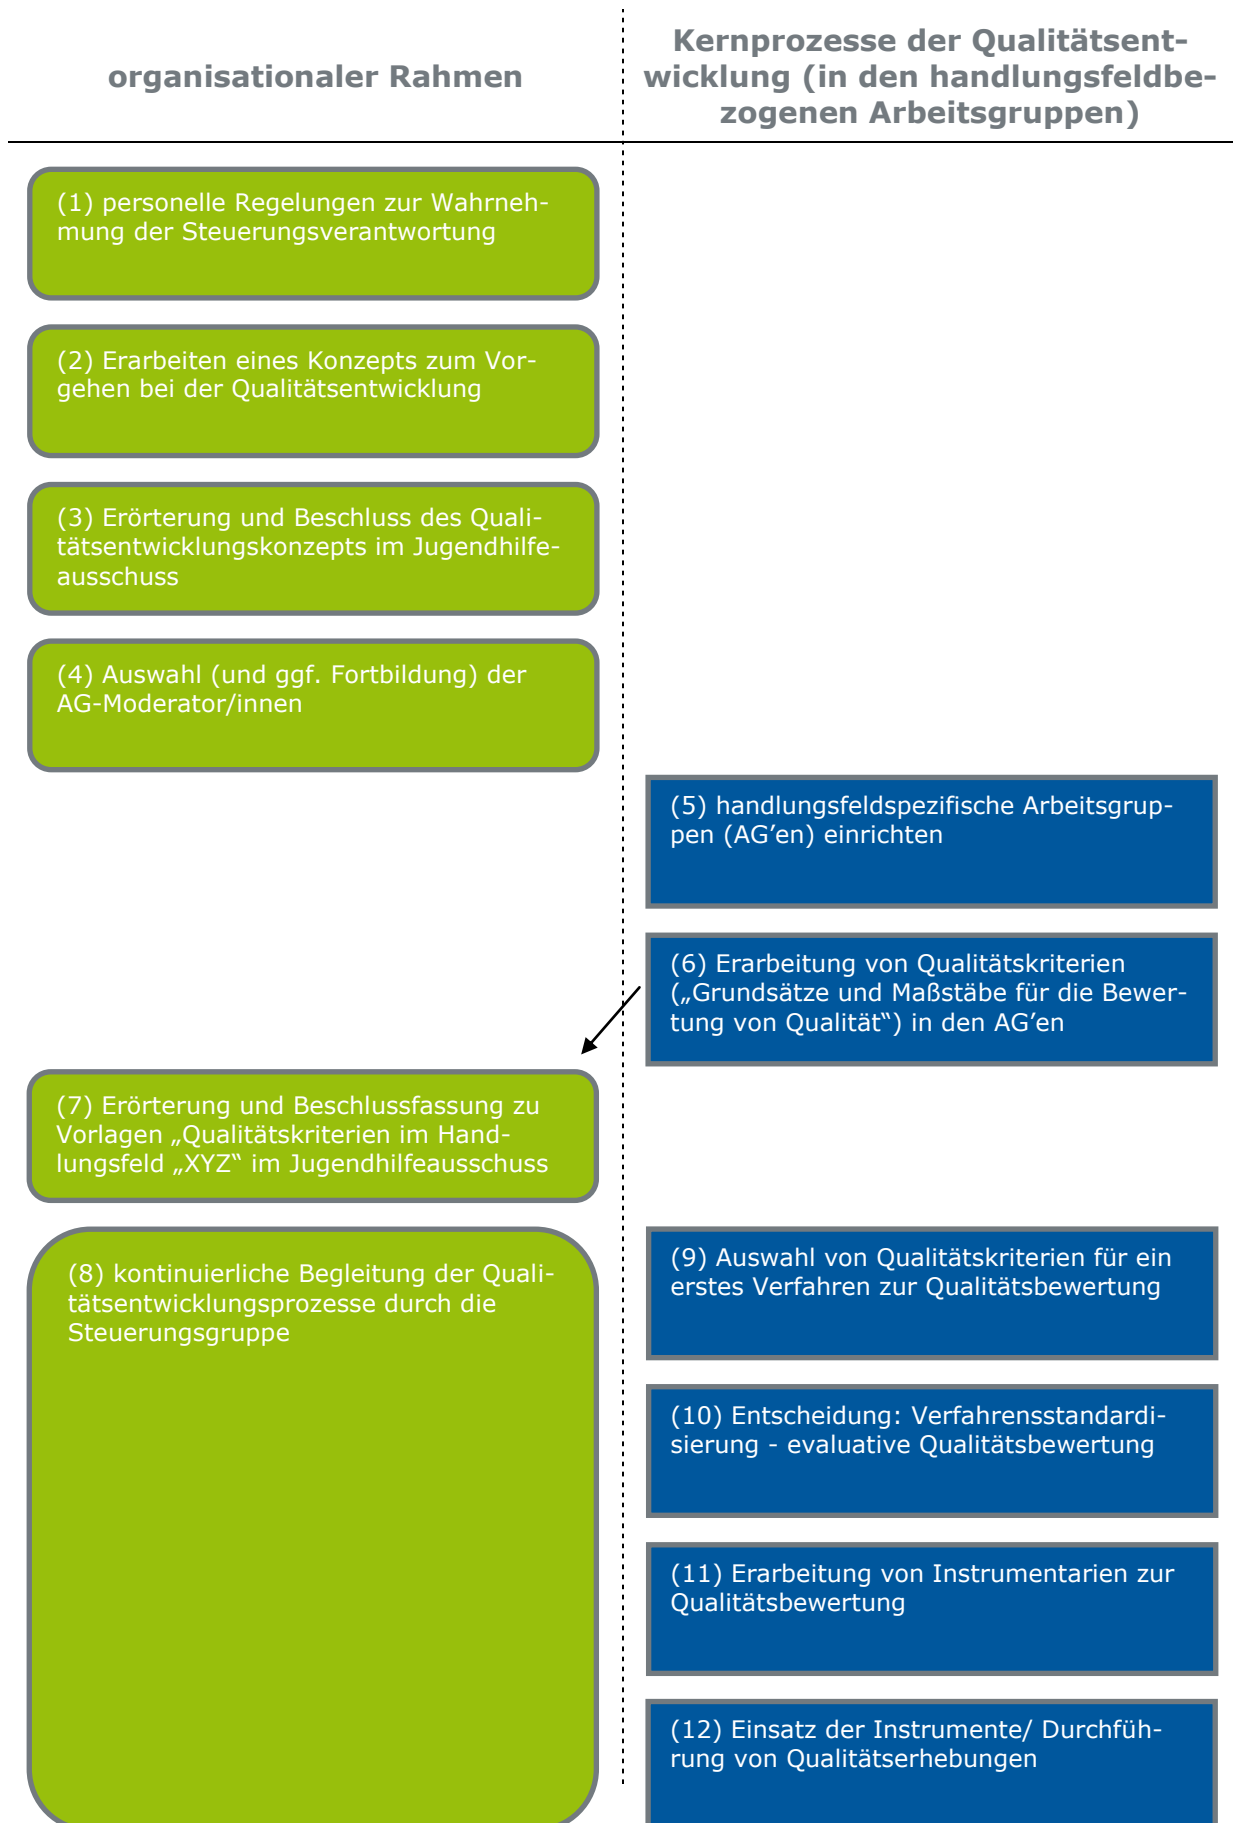 organisationaler Rahmen
Kernprozesse der Qualitätsent-
wicklung (in den handlungsfeldbe-
zogenen Arbeitsgruppen)
(1) personelle Regelungen zur Wahrneh-
mung der Steuerungsverantwortung
(2) Erarbeiten eines Konzepts zum Vor-
gehen bei der Qualitätsentwicklung
(3) Erörterung und Beschluss des Quali-
tätsentwicklungskonzepts im Jugendhilfe-
ausschuss
(4) Auswahl (und ggf. Fortbildung) der
AG-Moderator/innen
(5) handlungsfeldspezifische Arbeitsgrup-
pen (AG’en) einrichten
(6) Erarbeitung von Qualitätskriterien
(„Grundsätze und Maßstäbe für die Bewer-
tung von Qualität“) in den AG’en
(7) Erörterung und Beschlussfassung zu
Vorlagen „Qualitätskriterien im Hand-
lungsfeld „XYZ“ im Jugendhilfeausschuss
(8) kontinuierliche Begleitung der Quali-
tätsentwicklungsprozesse durch die
Steuerungsgruppe
(9) Auswahl von Qualitätskriterien für ein
erstes Verfahren zur Qualitätsbewertung
(10) Entscheidung: Verfahrensstandardi-
sierung - evaluative Qualitätsbewertung
(11) Erarbeitung von Instrumentarien zur
Qualitätsbewertung
(12) Einsatz der Instrumente/ Durchfüh-
rung von Qualitätserhebungen